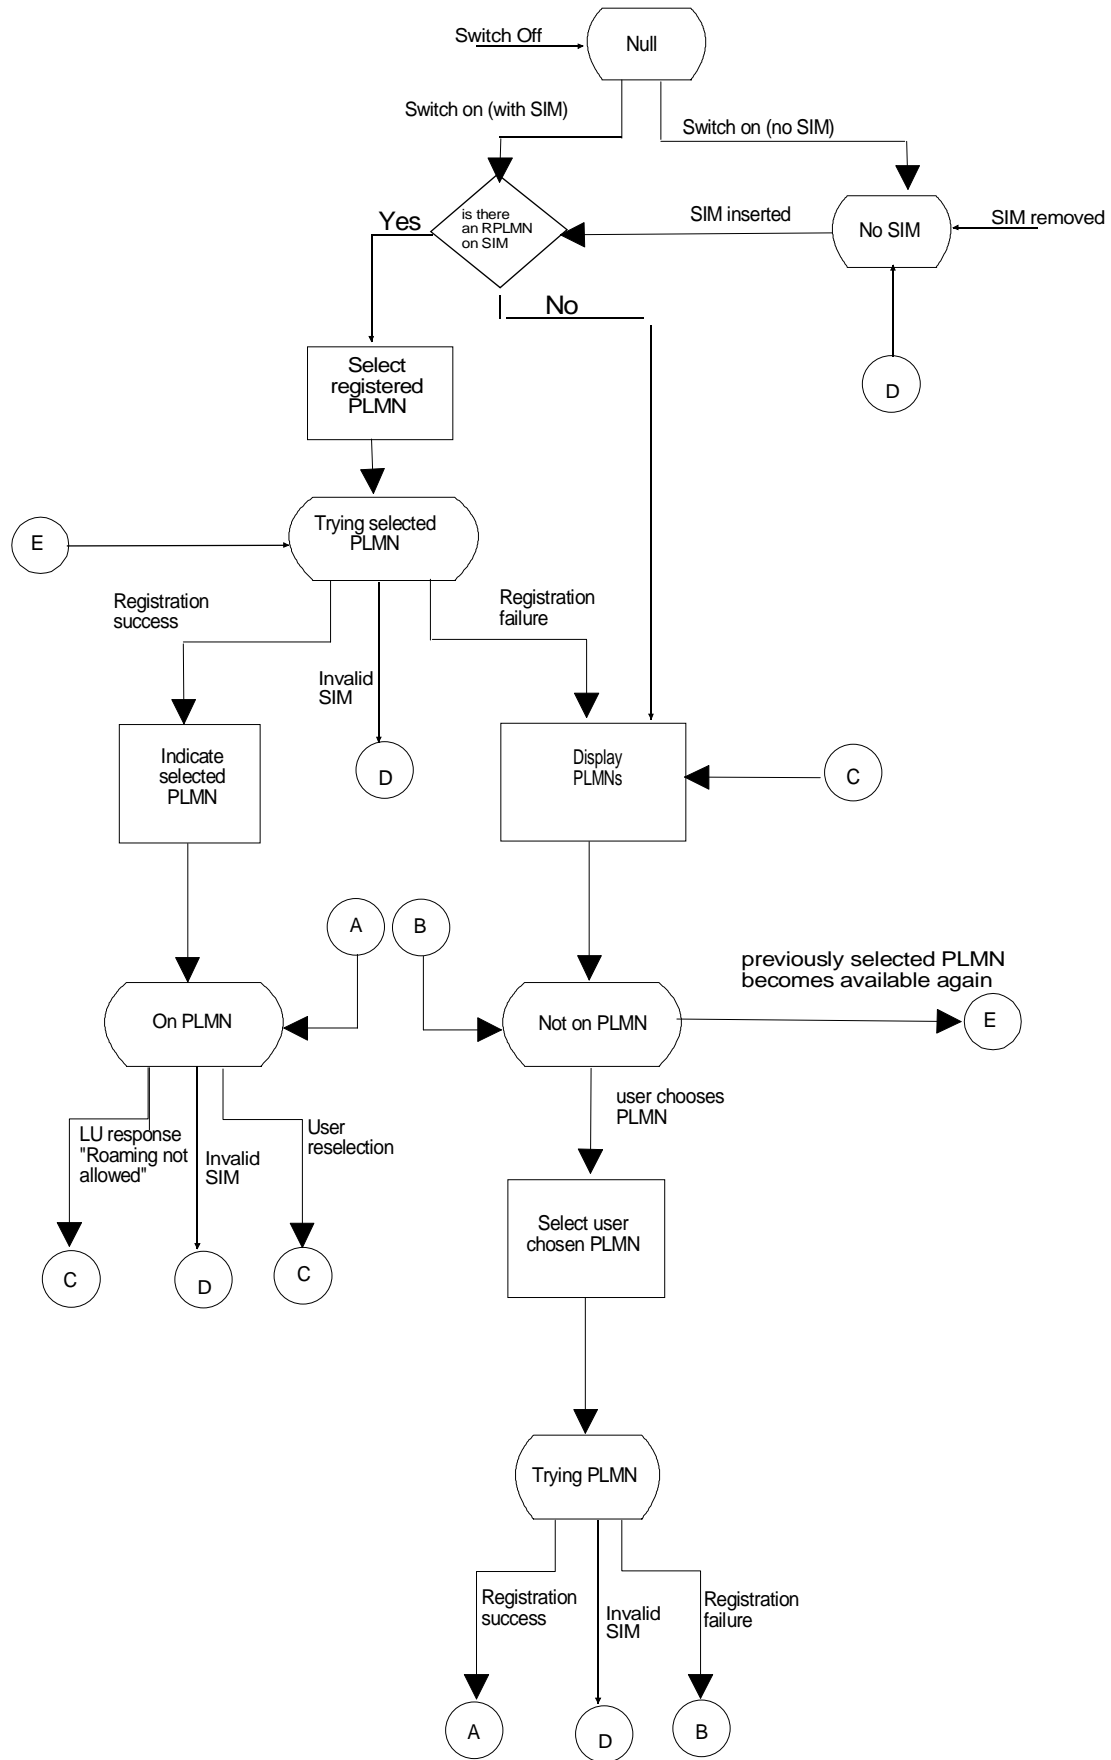 Switch Off
Null
Switch on (with SIM)
Switch on (no SIM)
Yes
is there
an RPLMN
on SIM
SIM inserted
No SIM
SIM removed
No
Select
registered
PLMN
D
Trying selected
PLMN
E
Registration
success
Invalid
SIM
Registration
failure
Indicate
selected
PLMN
D
Display
PLMNs
C
A
B
On PLMN
Not on PLMN
previously selected PLMN
becomes available again
E
LU response
"Roaming not
allowed"
Invalid
SIM
User
reselection
user chooses
PLMN
C
D
C
Select user
chosen PLMN
Trying PLMN
Registration
success
Invalid
SIM
Registration
failure
A
D
B